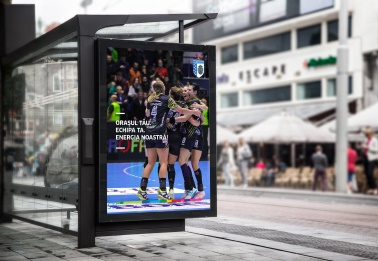 ESCAPE
ORAȘUL TĂU,
ECHIPA TA,
ENERGIA NOASTRĂ!